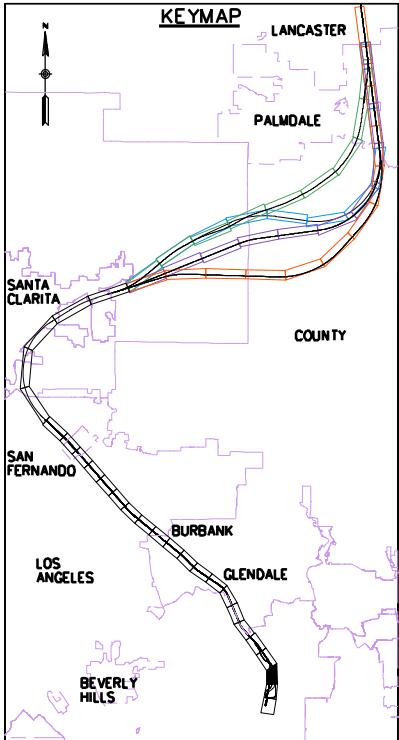 KEYMAP
N
LANCASTER
PALMDALE
SANTA
CLARITA
COUNTY
SAN
FERNANDO
BURBANK
LOS
ANGELES
GLENDALE
BEVERLY
HILLS